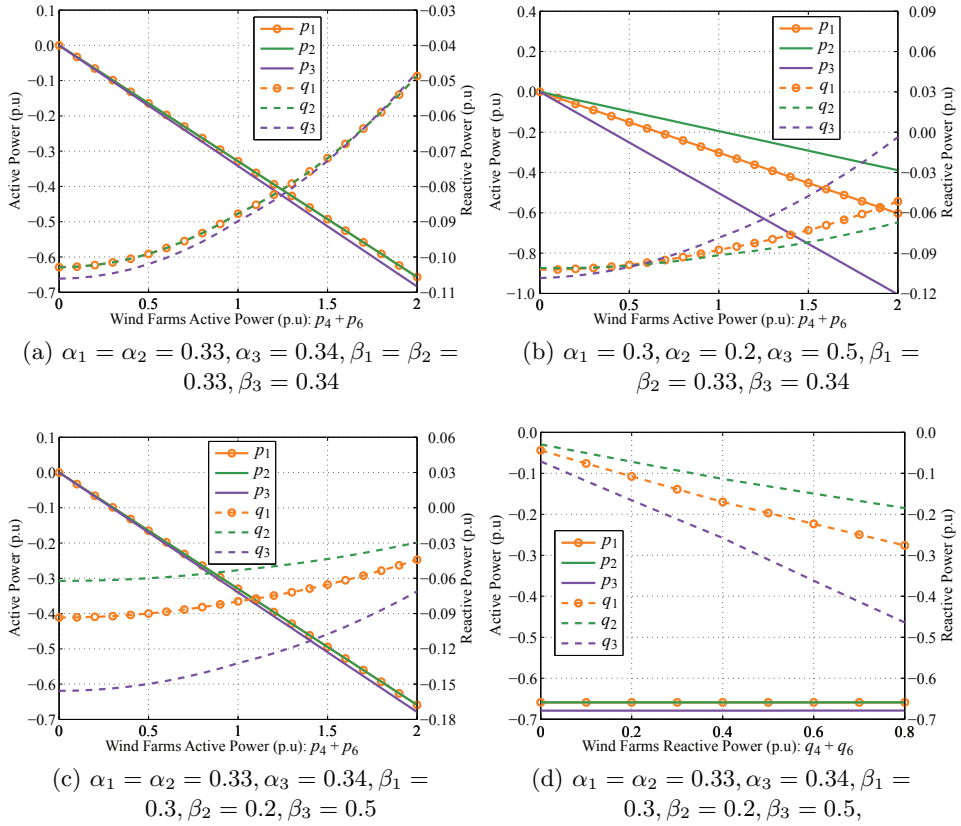 0.1
0.0
−0.1
−0.2
−0.3
−0.4
−0.5
−0.6
−0.7
Active Power (p.u)
−0.03
−0.04
−0.05
−0.06
−0.07
−0.08
−0.09
−0.10
−0.11
Reactive Power (p.u)
p1
p2
p3
q1
q2
q3
0 0.5 1 1.5 2
Wind Farms Active Power (p.u): p4 + p6
(a) α1 = α2 = 0.33, α3 = 0.34, β1 = β2 =
0.33, β3 = 0.34
0.4
0.2
0.0
−0.2
−0.4
−0.6
−0.8
−1.0
Active Power (p.u)
0.09
0.06
0.03
0.00
−0.03
−0.06
−0.09
−0.12
Reactive Power (p.u)
p1
p2
p3
q1
q2
q3
0 0.5 1 1.5 2
Wind Farms Active Power (p.u): p4 + p6
(b) α1 = 0.3, α2 = 0.2, α3 = 0.5, β1 =
β2 = 0.33, β3 = 0.34
0.1
0.0
−0.1
−0.2
−0.3
−0.4
−0.5
−0.6
−0.7
Active Power (p.u)
0.06
0.03
0.00
−0.03
−0.06
−0.09
−0.12
−0.15
−0.18
Reactive Power (p.u)
p1
p2
p3
q1
q2
q3
0 0.5 1 1.5 2
Wind Farms Active Power (p.u): p4 + p6
(c) α1 = α2 = 0.33, α3 = 0.34, β1 =
0.3, β2 = 0.2, β3 = 0.5
0.0
−0.1
−0.2
−0.3
−0.4
−0.5
−0.6
−0.7
Active Power (p.u)
0.0
−0.1
−0.2
−0.3
−0.4
−0.5
−0.6
−0.7
Reactive Power (p.u)
p1
p2
p3
q1
q2
q3
0 0.2 0.4 0.6 0.8
Wind Farms Reactive Power (p.u): q4 + q6
(d) α1 = α2 = 0.33, α3 = 0.34, β1 =
0.3, β2 = 0.2, β3 = 0.5,